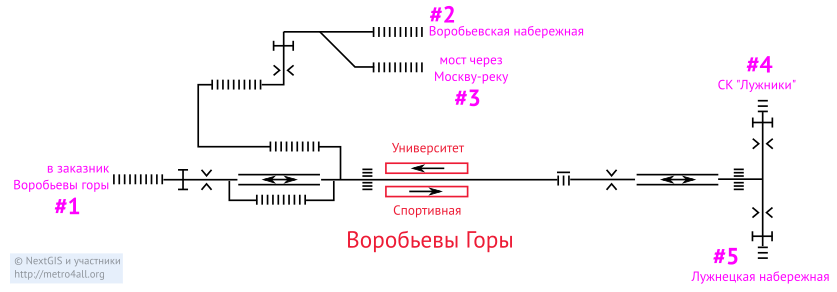 #2
Воробьевская набережная
мост через
Москву-реку
#3
#4
СК "Лужники"
Университет
в заказник
Воробьевы горы
#1
Спортивная
Воробьевы Горы
#5
Лужнецкая набережная
© NextGIS и участники
http://metro4all.org